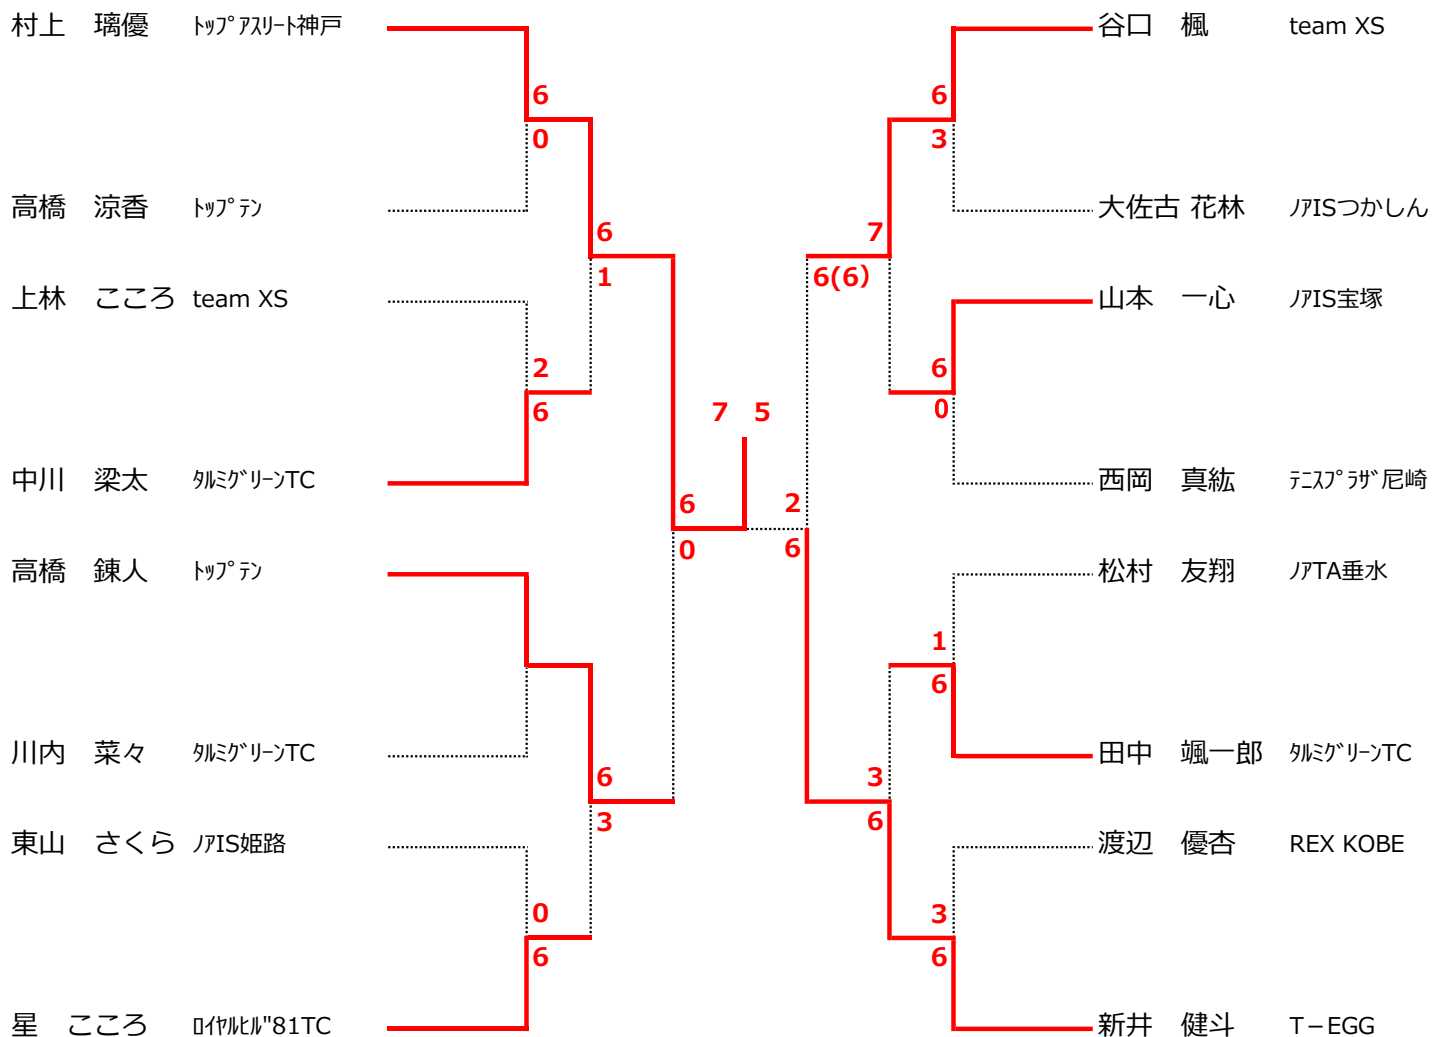 村上　璃優　ﾄｯﾌﾟｱｽﾘｰﾄ神戸
谷口　楓　team XS
6
6
0
3
高橋　涼香　ﾄｯﾌﾟﾃﾝ
大佐古 花林　ﾉｱISつかしん
6
7
1
6(6）
上林　こころ　team XS
山本　一心　ﾉｱIS宝塚
2
6
6
0
7 5
中川　梁太　ﾀﾙﾐｸﾞﾘｰﾝTC
西岡　真紘　ﾃﾆｽﾌﾟﾗｻﾞ尼崎
6
2
0
6
高橋　錬人　ﾄｯﾌﾟﾃﾝ
松村　友翔　ﾉｱTA垂水
1
6
川内　菜々　ﾀﾙﾐｸﾞﾘｰﾝTC
田中　颯一郎　ﾀﾙﾐｸﾞﾘｰﾝTC
6
3
3
6
東山　さくら　ﾉｱIS姫路
渡辺　優杏　REX KOBE
0
3
6
6
星　こころ　ﾛｲﾔﾙﾋﾙ"81TC
新井　健斗　T－EGG